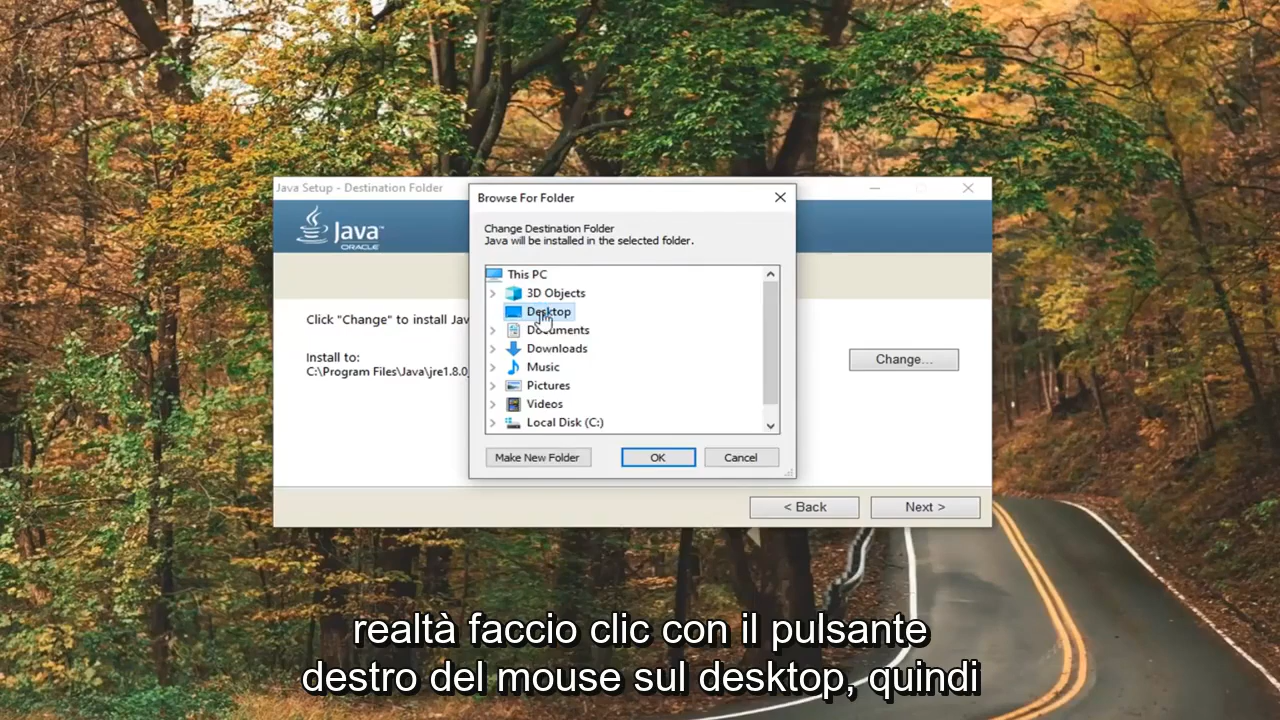 Java Setup - Destination Folder
Java
ORACLE
Click "Change" to install Jav
Install to:
C:\Program Files\Java\jre1.8.0_
Change...
< Back
Next >
Browse For Folder
Change Destination Folder
Java will be installed in the selected folder.
This PC
3D Objects
Desktop
Documents
Downloads
Music
Pictures
Videos
Local Disk (C:)
Make New Folder
OK
Cancel
realtà faccio clic con il pulsante
destro del mouse sul desktop, quindi